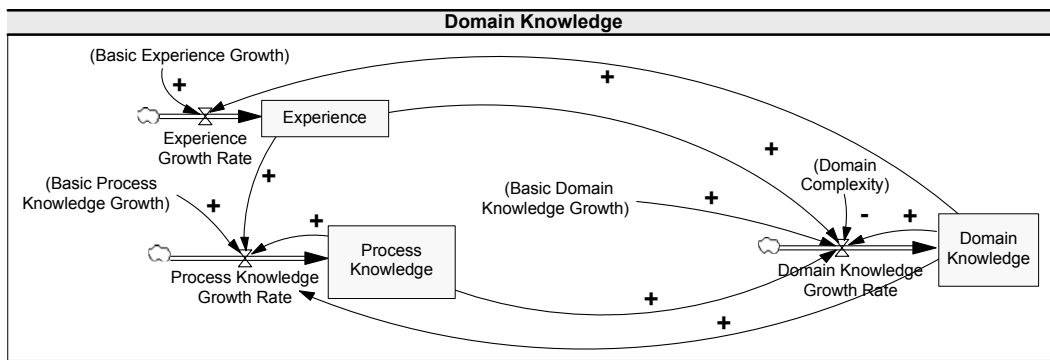 Domain Knowledge
(Basic Experience Growth)
+
+
Experience
Experience
Growth Rate
+
+
(Domain
Complexity)
(Basic Process
Knowledge Growth)
+
(Basic Domain
Knowledge Growth)
+
+
-
+
Process
Knowledge
Domain
Knowledge
Process Knowledge
Growth Rate
Domain Knowledge
Growth Rate
+
+